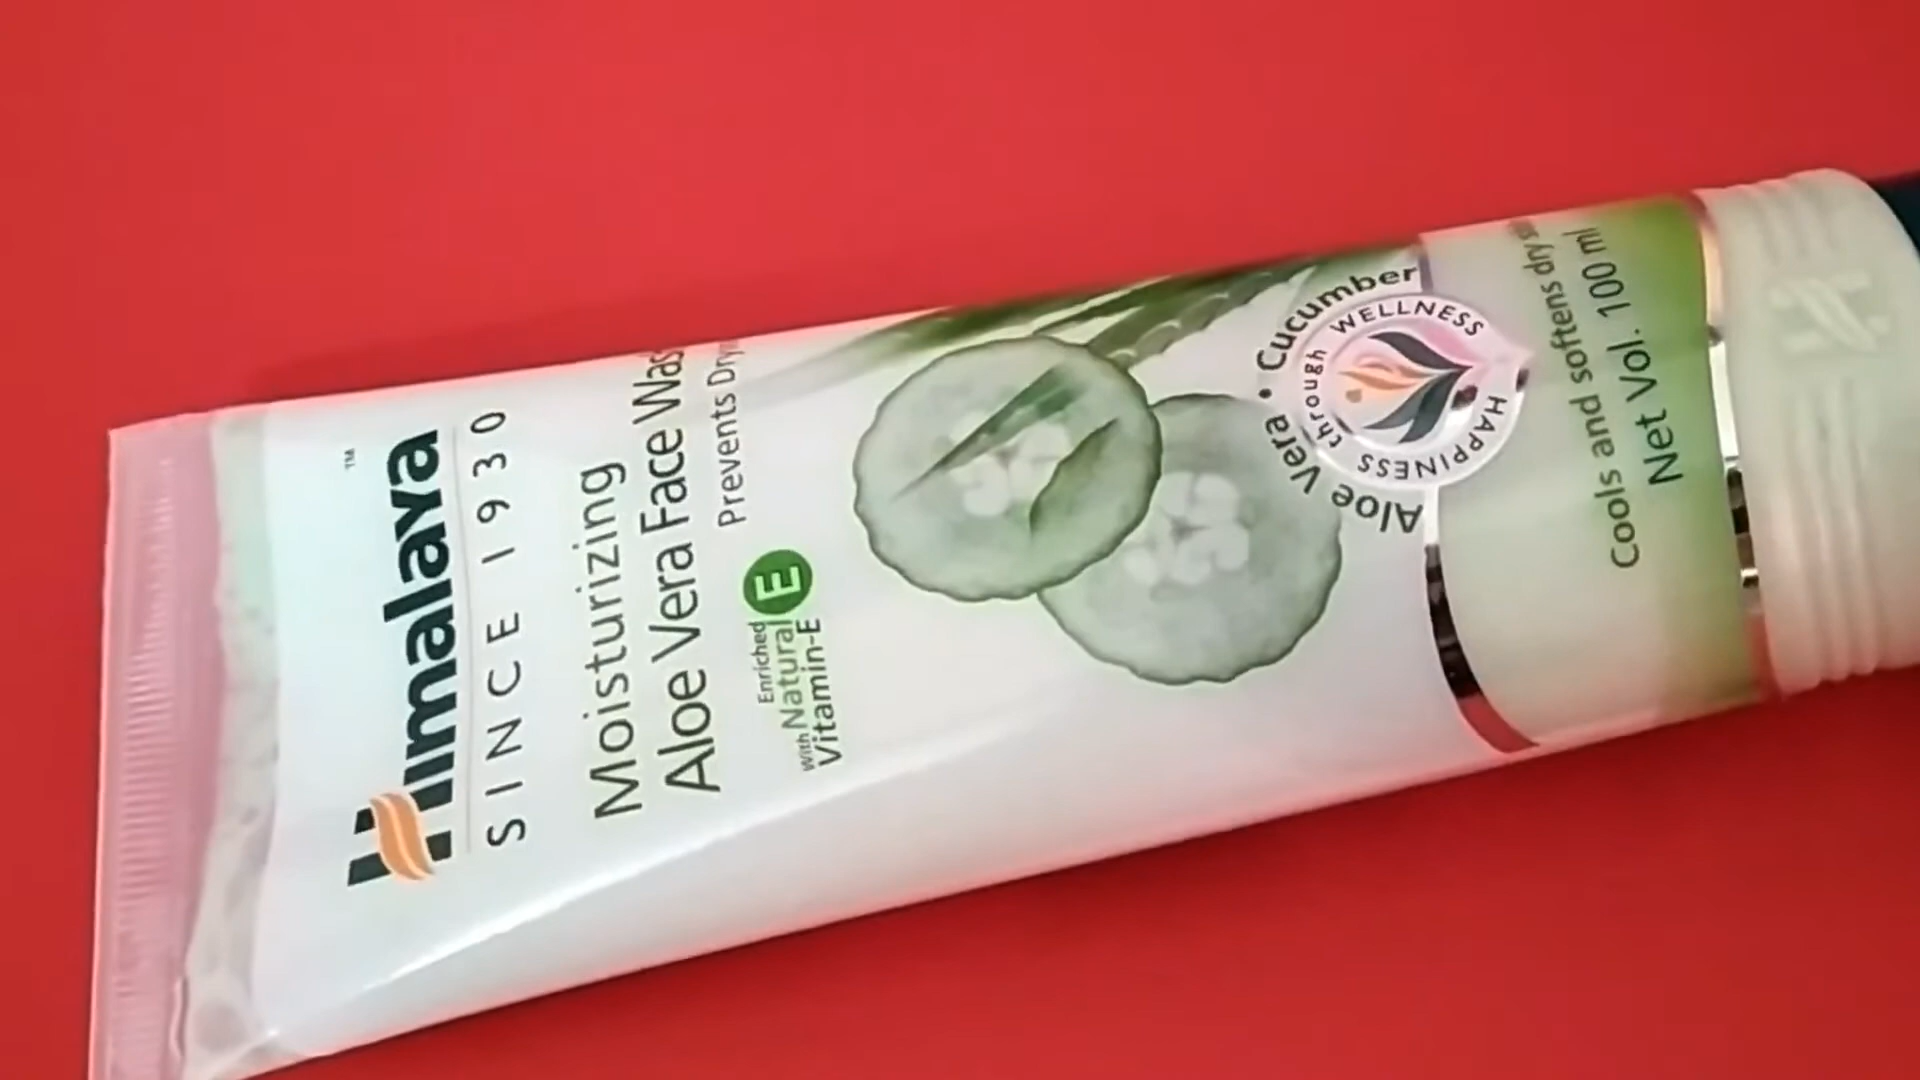 Himalaya™
SINCE 1930
Moisturizing
Aloe Vera Face Was
Prevents Dry
Enriched
with Natural
Vitamin-E
E
Aloe Vera • Cucumber
HAPPINESS through WELLNESS
Cools and softens dry
Net Vol. 100 ml